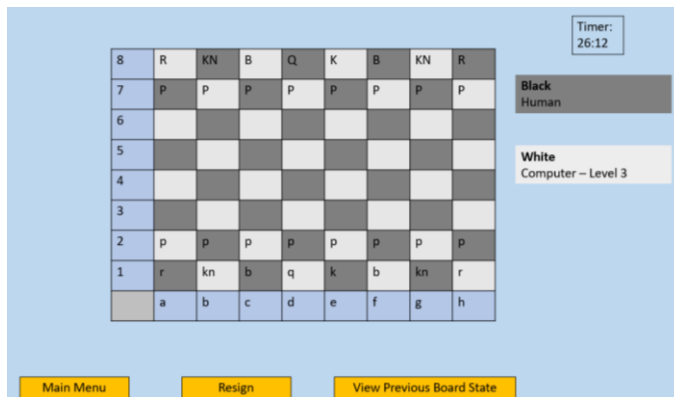 Timer:
26:12
8 R KN B Q K B KN R
7 P P P P P P P P
6
5
4
3
2 p p p p p p p p
1 r kn b q k b kn r
a b c d e f g h
Black
Human
White
Computer – Level 3
Main Menu
Resign
View Previous Board State